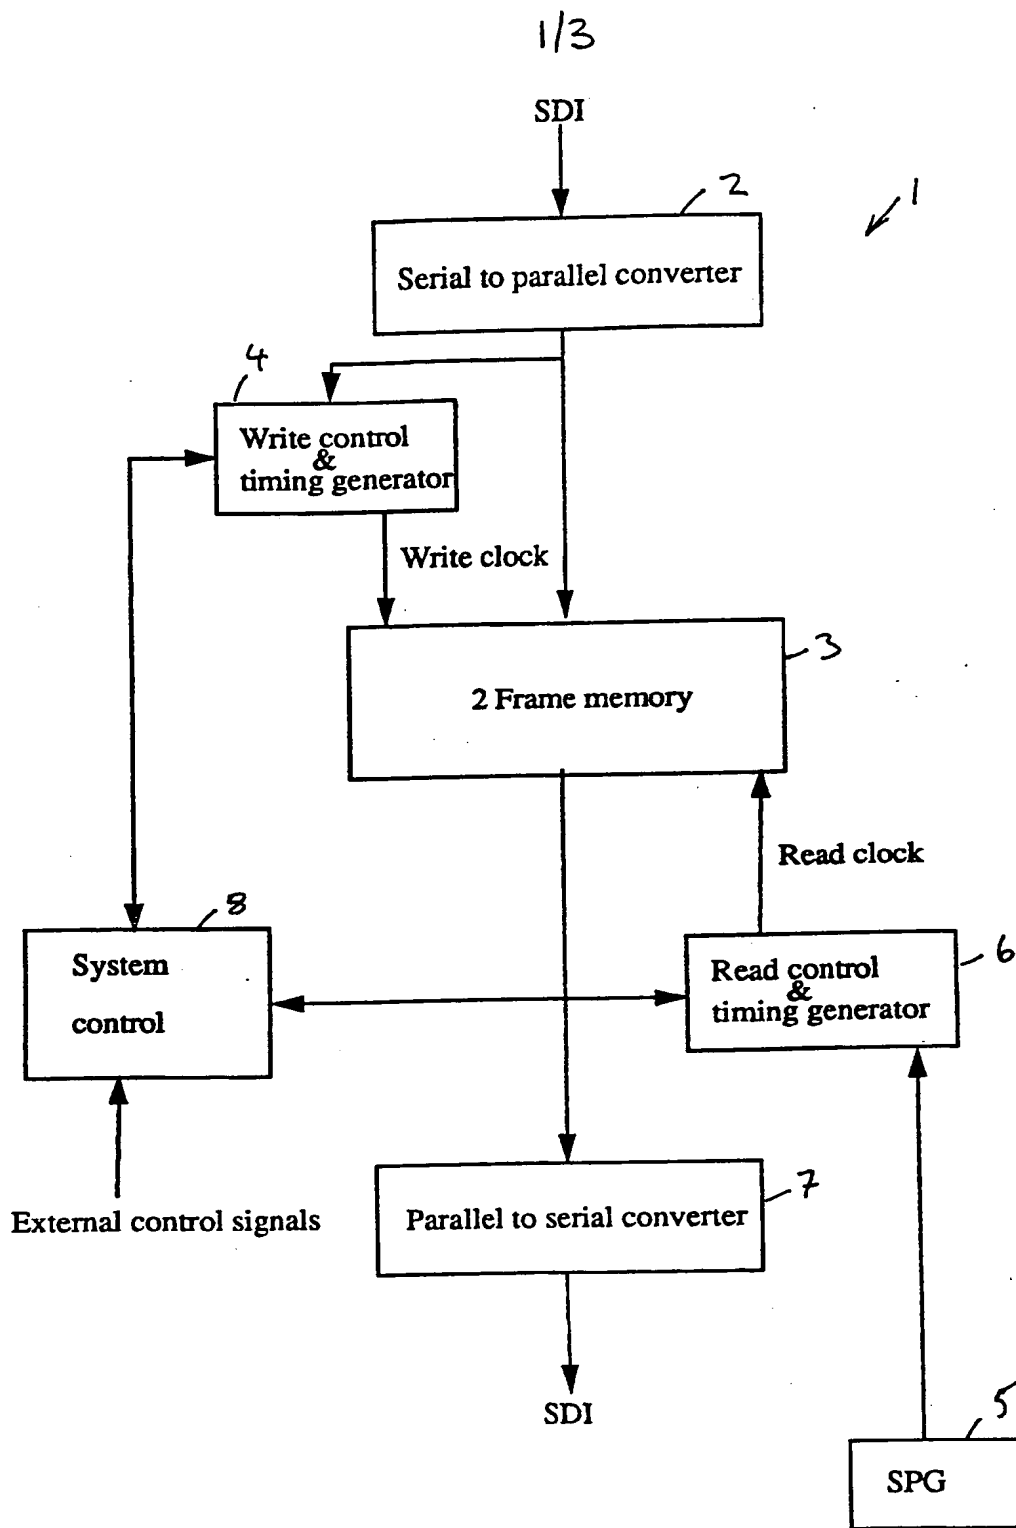 1/3
SDI
2
1
Serial to parallel converter
4
Write control
&
timing generator
Write clock
3
2 Frame memory
Read clock
8
System
control
6
Read control
&
timing generator
7
External control signals
Parallel to serial converter
SDI
5
SPG